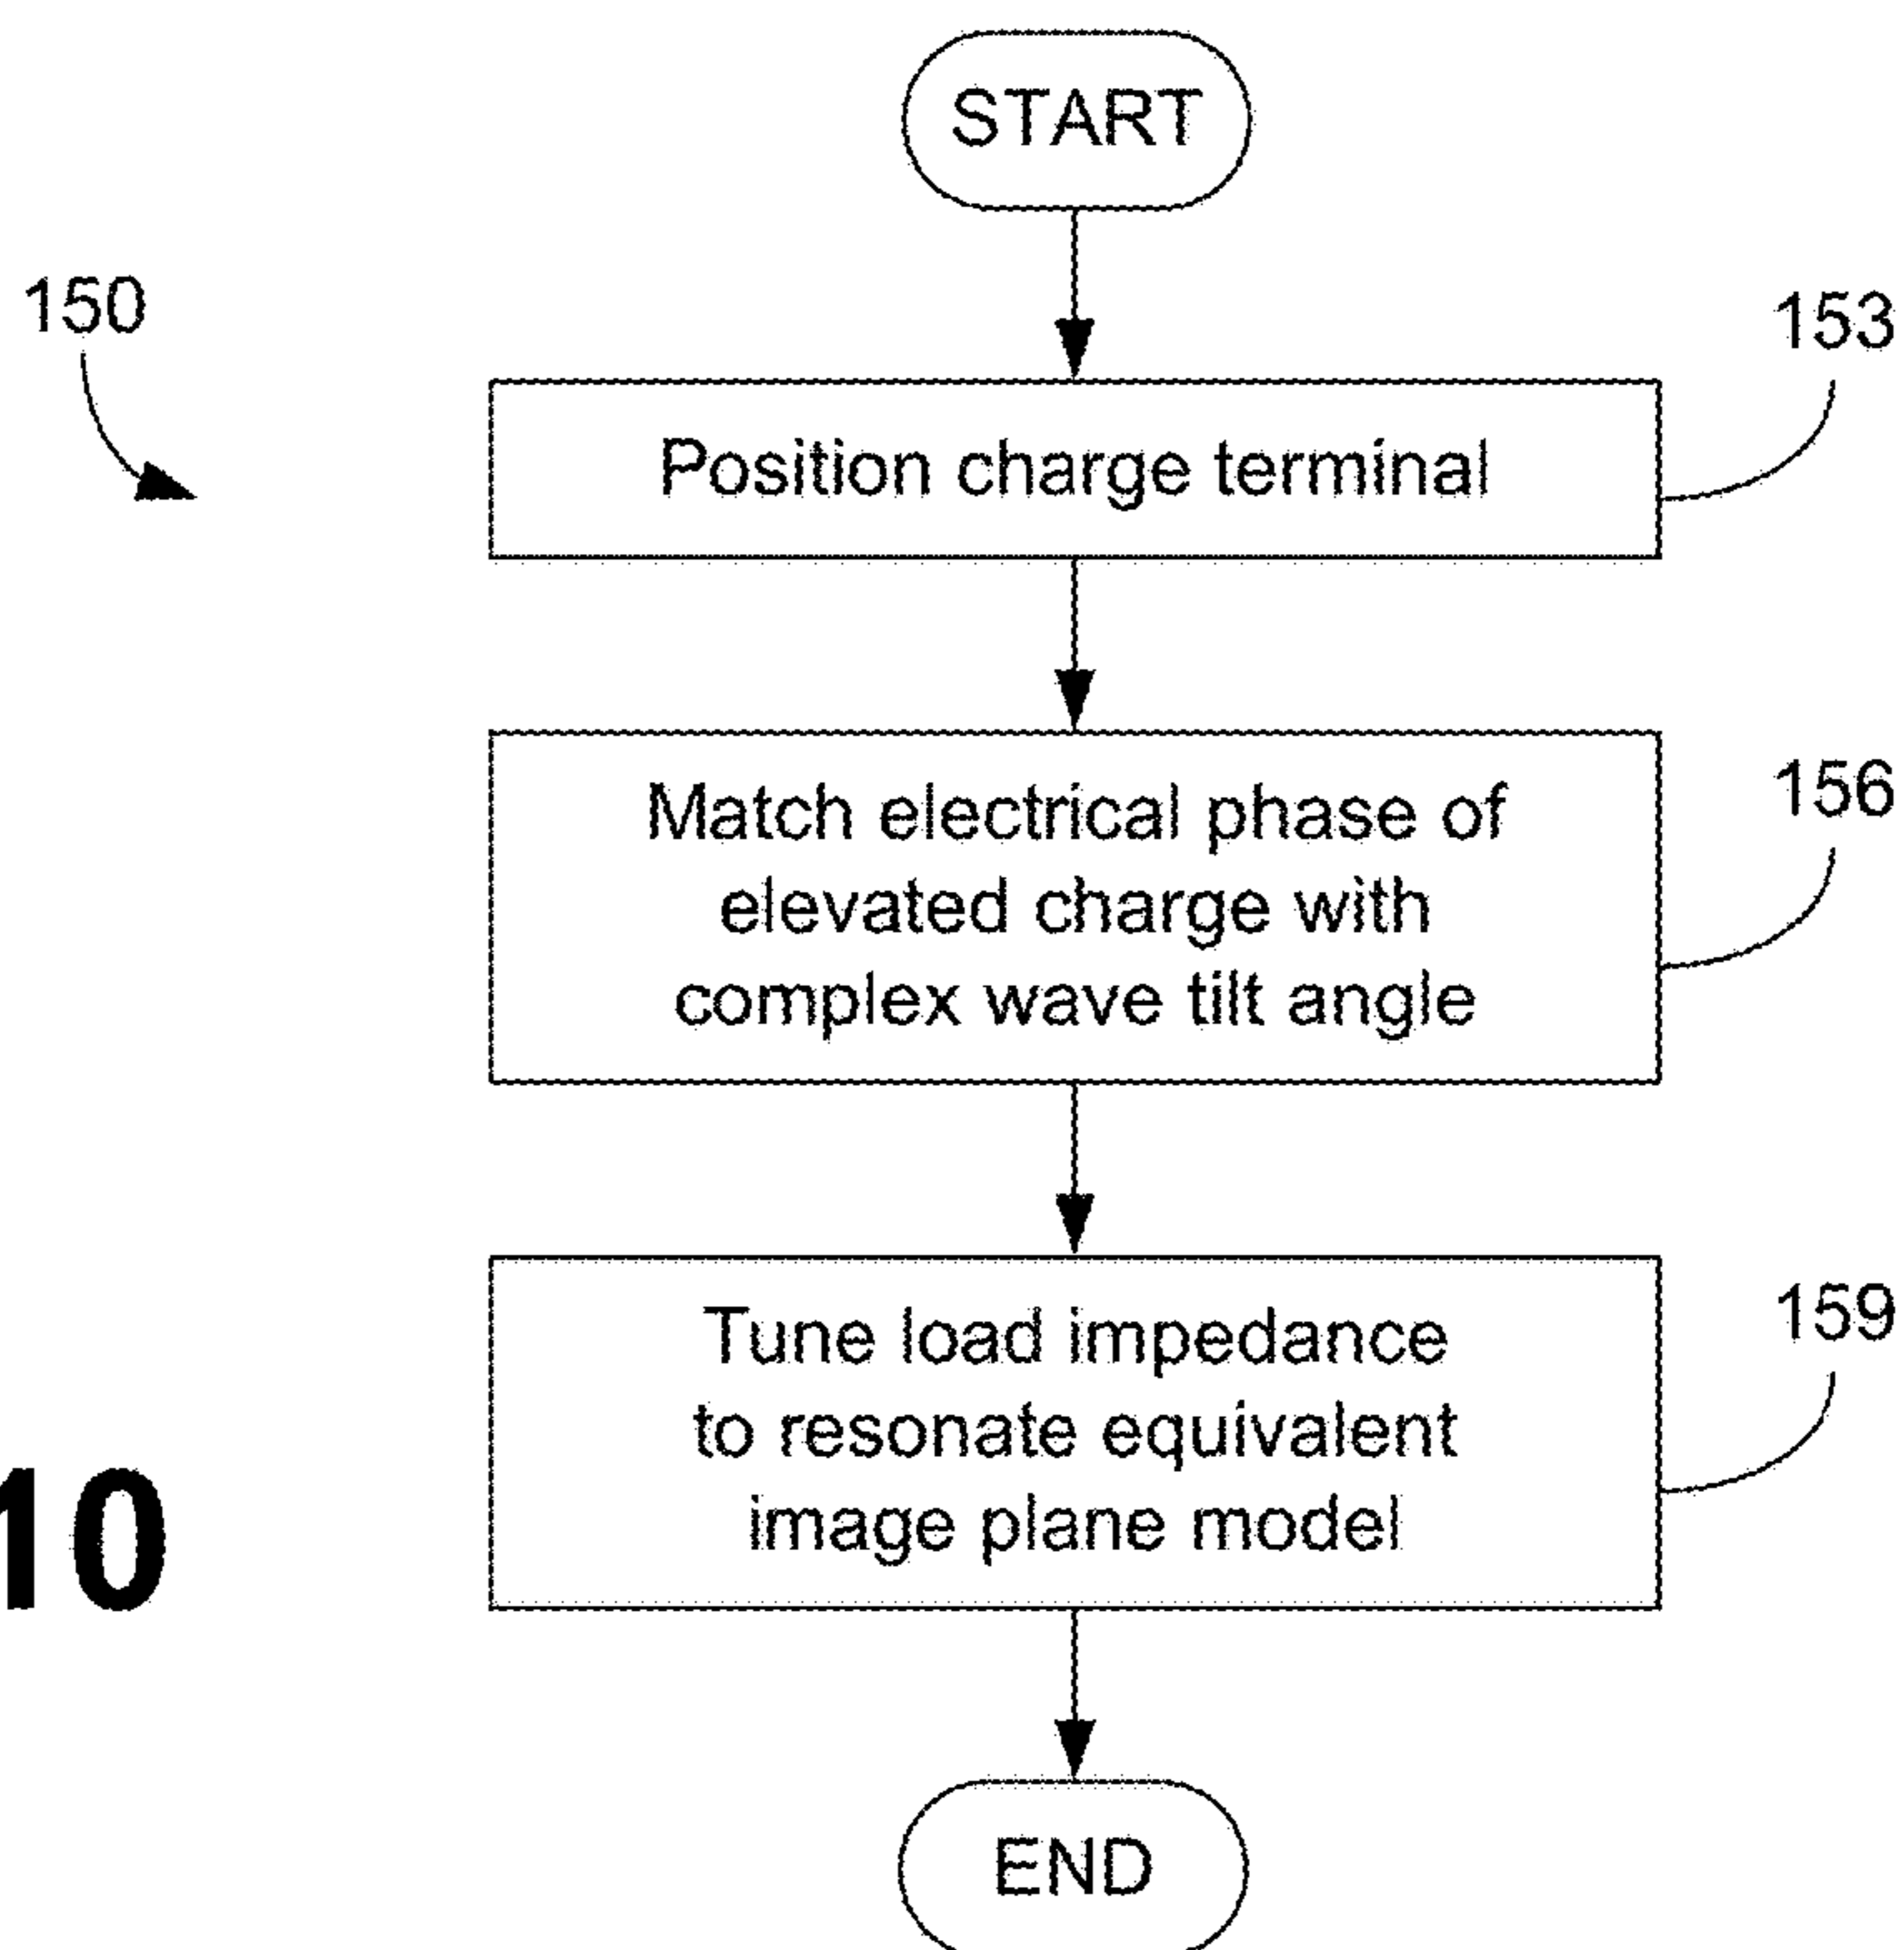 START
150
153
Position charge terminal
156
Match electrical phase of
elevated charge with
complex wave tilt angle
159
Tune load impedance
to resonate equivalent
image plane model
10
END